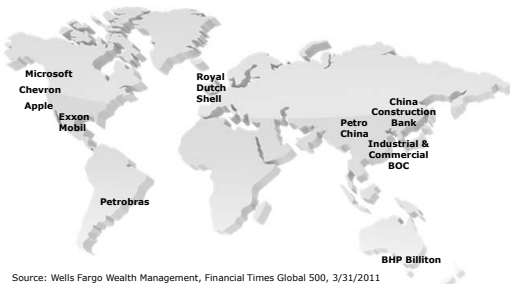 Microsoft
Chevron
Apple
Exxon
Mobil
Royal
Dutch
Shell
China
Construction
Bank
Petro
China
Industrial &
Commercial
BOC
Petrobras
BHP Billiton
Source: Wells Fargo Wealth Management, Financial Times Global 500, 3/31/2011